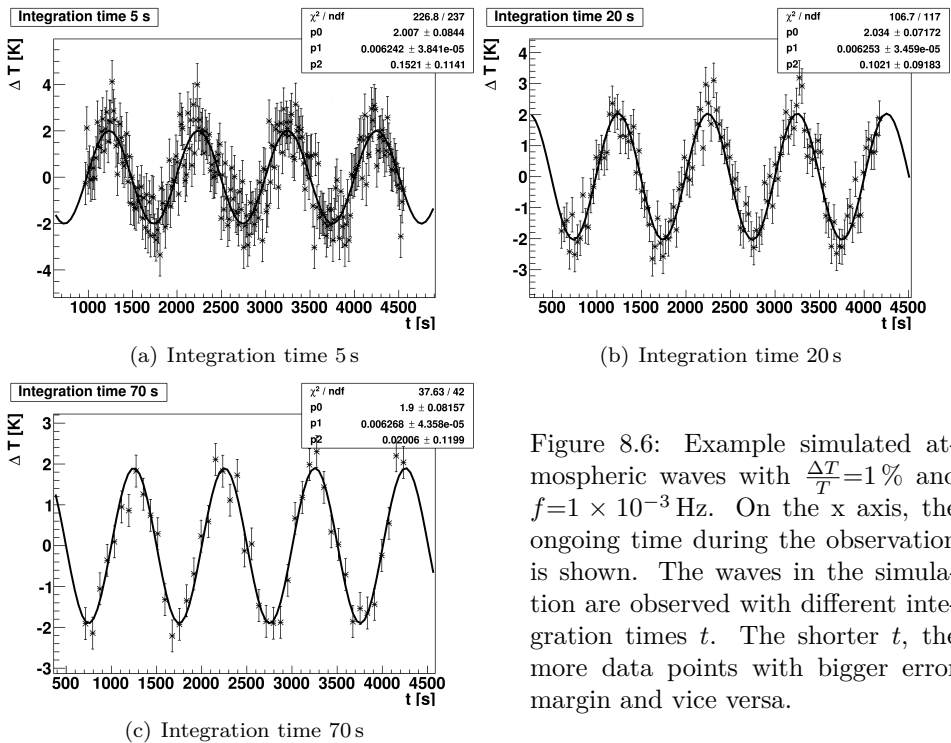 Integration time 5 s
χ² / ndf 226.8 / 237
p0 2.007 ± 0.0844
p1 0.006242 ± 3.841e-05
p2 0.1521 ± 0.1141
Δ T [K]
4
2
0
-2
-4
1000 1500 2000 2500 3000 3500 4000 4500
t [s]
(a) Integration time 5 s
Integration time 20 s
χ² / ndf 106.7 / 117
p0 2.034 ± 0.07172
p1 0.006253 ± 3.459e-05
p2 0.1021 ± 0.09183
Δ T [K]
4
3
2
1
0
-1
-2
-3
500 1000 1500 2000 2500 3000 3500 4000 4500
t [s]
(b) Integration time 20 s
Integration time 70 s
χ² / ndf 37.63 / 42
p0 1.9 ± 0.08157
p1 0.006268 ± 4.358e-05
p2 0.02006 ± 0.1199
Δ T [K]
3
2
1
0
-1
-2
-3
500 1000 1500 2000 2500 3000 3500 4000 4500
t [s]
(c) Integration time 70 s
Figure 8.6: Example simulated at-
mospheric waves with ΔT/T=1 % and
f=1 × 10⁻³ Hz. On the x axis, the
ongoing time during the observation
is shown. The waves in the simula-
tion are observed with different inte-
gration times t. The shorter t, the
more data points with bigger error
margin and vice versa.